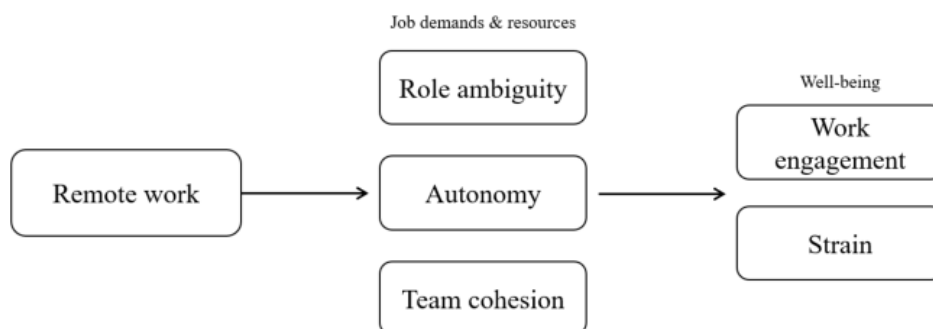 Job demands & resources
Role ambiguity
Well-being
Work
engagement
Remote work
Autonomy
Strain
Team cohesion